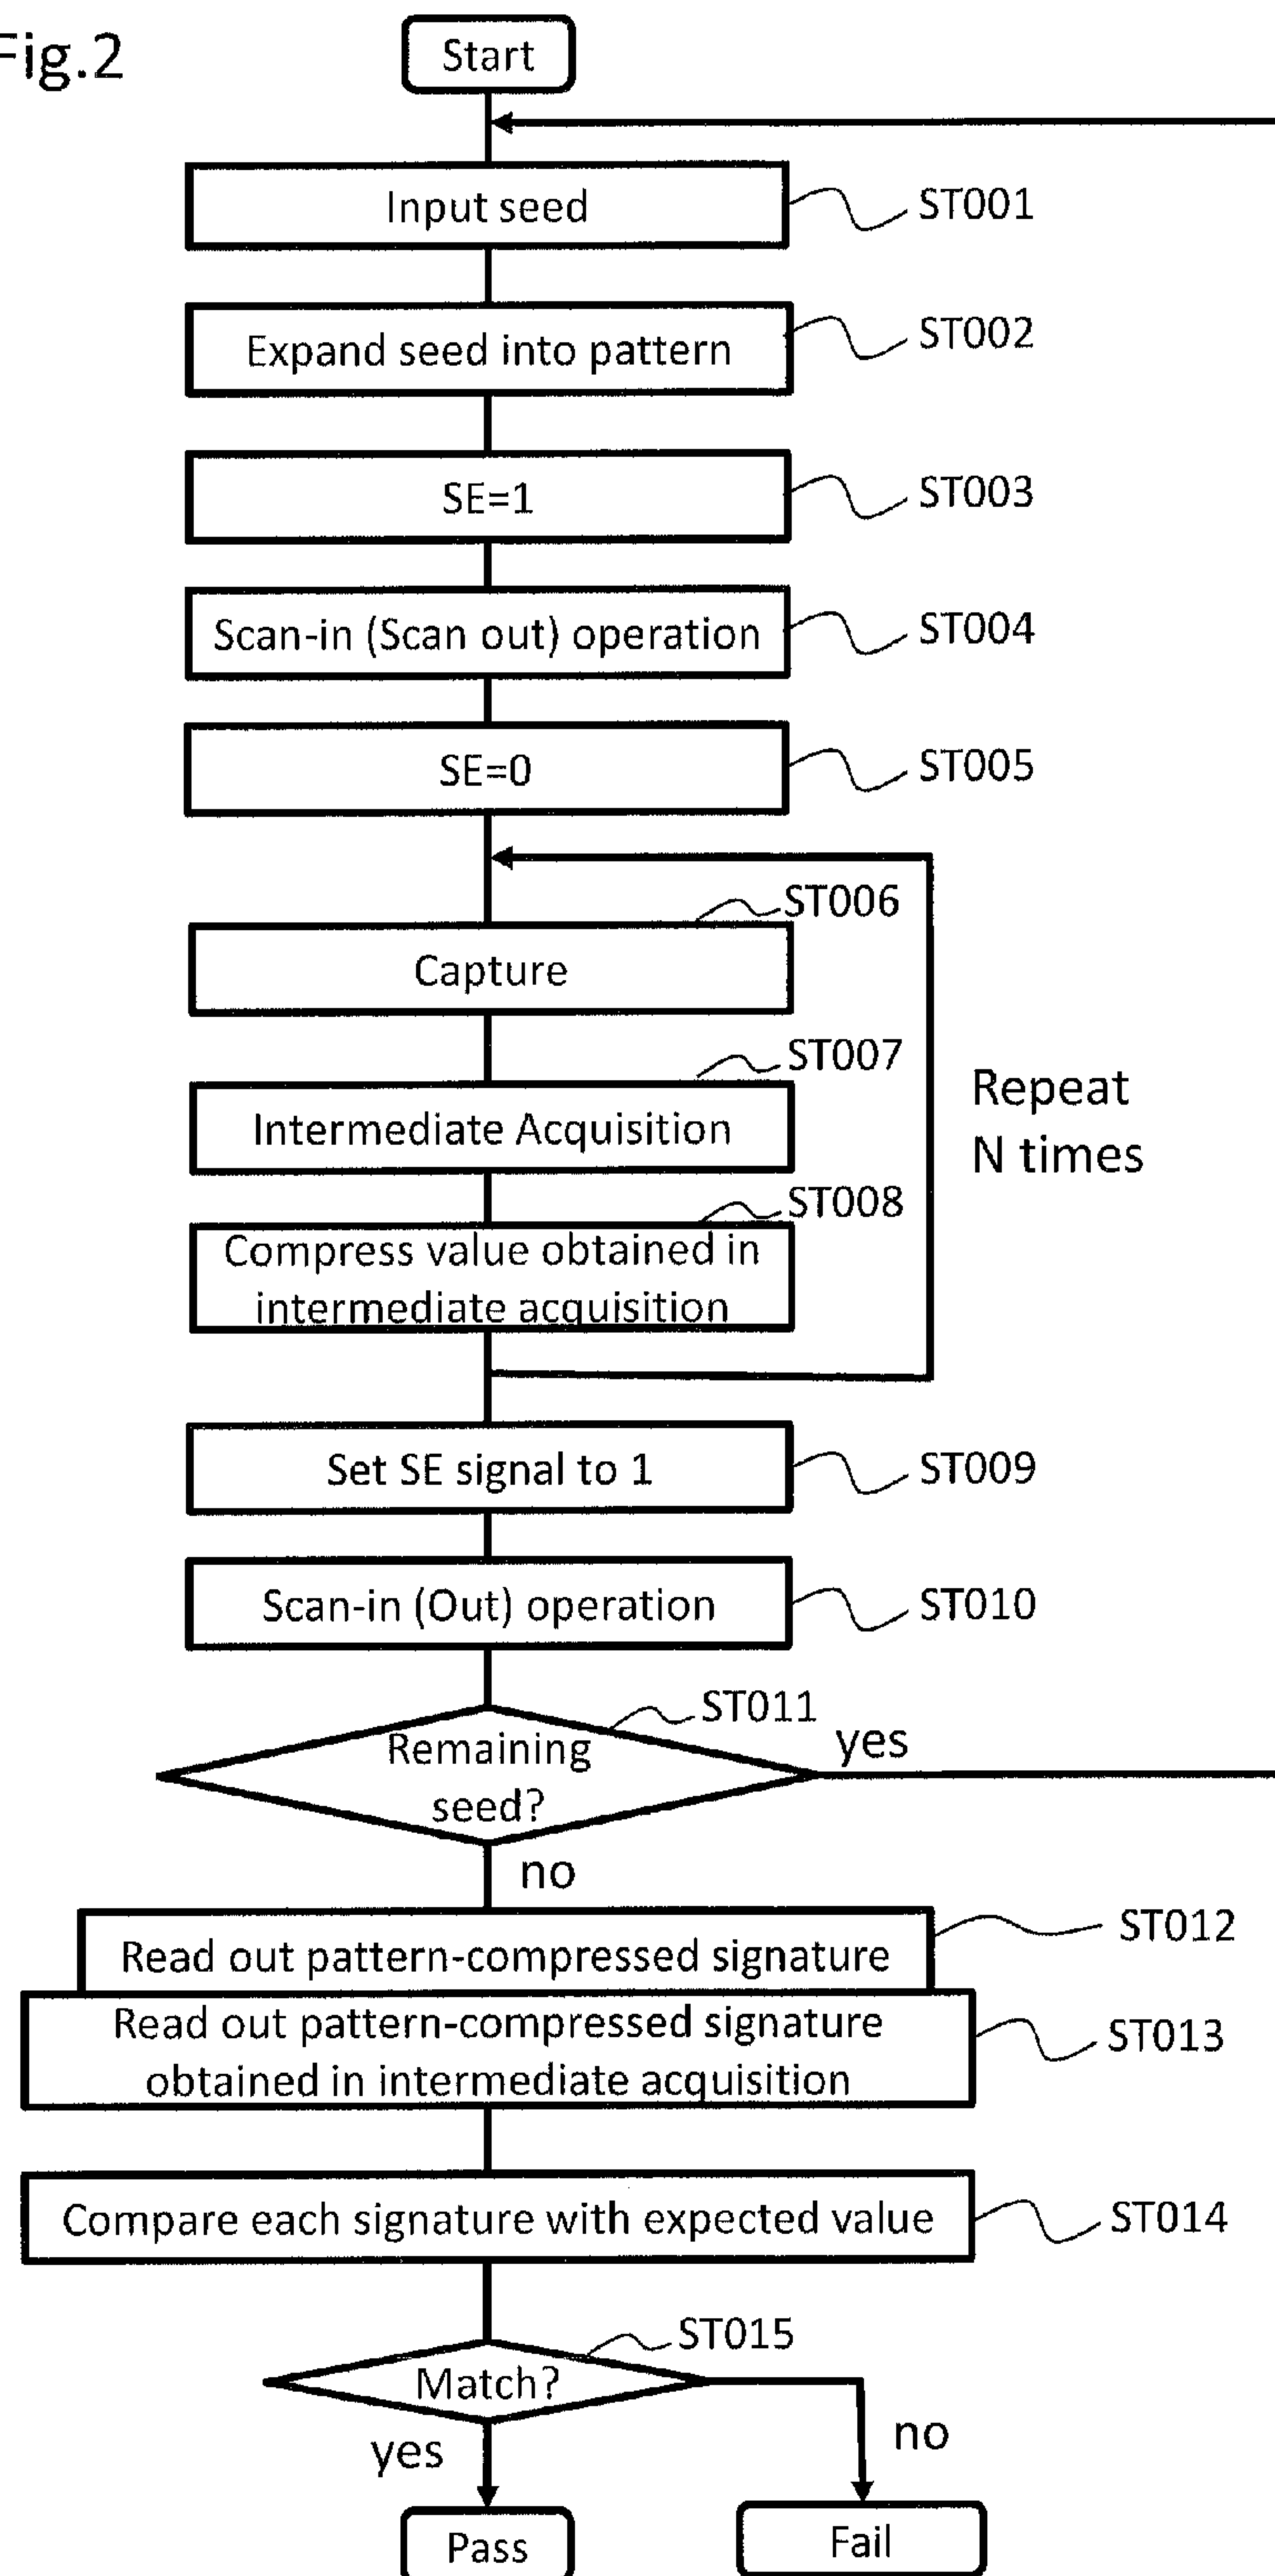 Fig.2
Start
Input seed
ST001
Expand seed into pattern
ST002
SE=1
ST003
Scan-in (Scan out) operation
ST004
SE=0
ST005
ST006
Capture
ST007
Intermediate Acquisition
Repeat
N times
ST008
Compress value obtained in
intermediate acquisition
Set SE signal to 1
ST009
Scan-in (Out) operation
ST010
ST011
Remaining
seed?
yes
no
Read out pattern-compressed signature
ST012
Read out pattern-compressed signature
obtained in intermediate acquisition
ST013
Compare each signature with expected value
ST014
ST015
Match?
yes
no
Pass
Fail